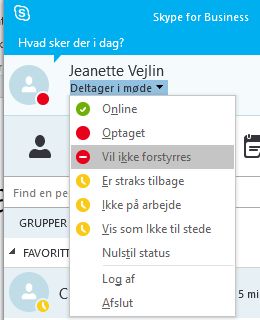 Skype for Business
Hvad sker der i dag?
Jeanette Vejlin
Deltager i møde
Online
Optaget
Vil ikke forstyrres
Er straks tilbage
Ikke på arbejde
Vis som Ikke til stede
Nulstil status
Log af
Afslut
Find en pe
GRUPPER
FAVORITT
C
5 mi